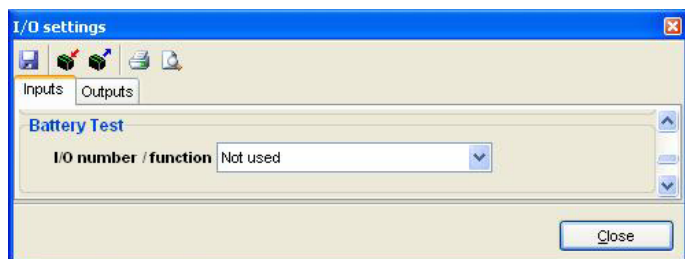 I/O settings
Inputs Outputs
Battery Test
I/O number / function Not used
Close